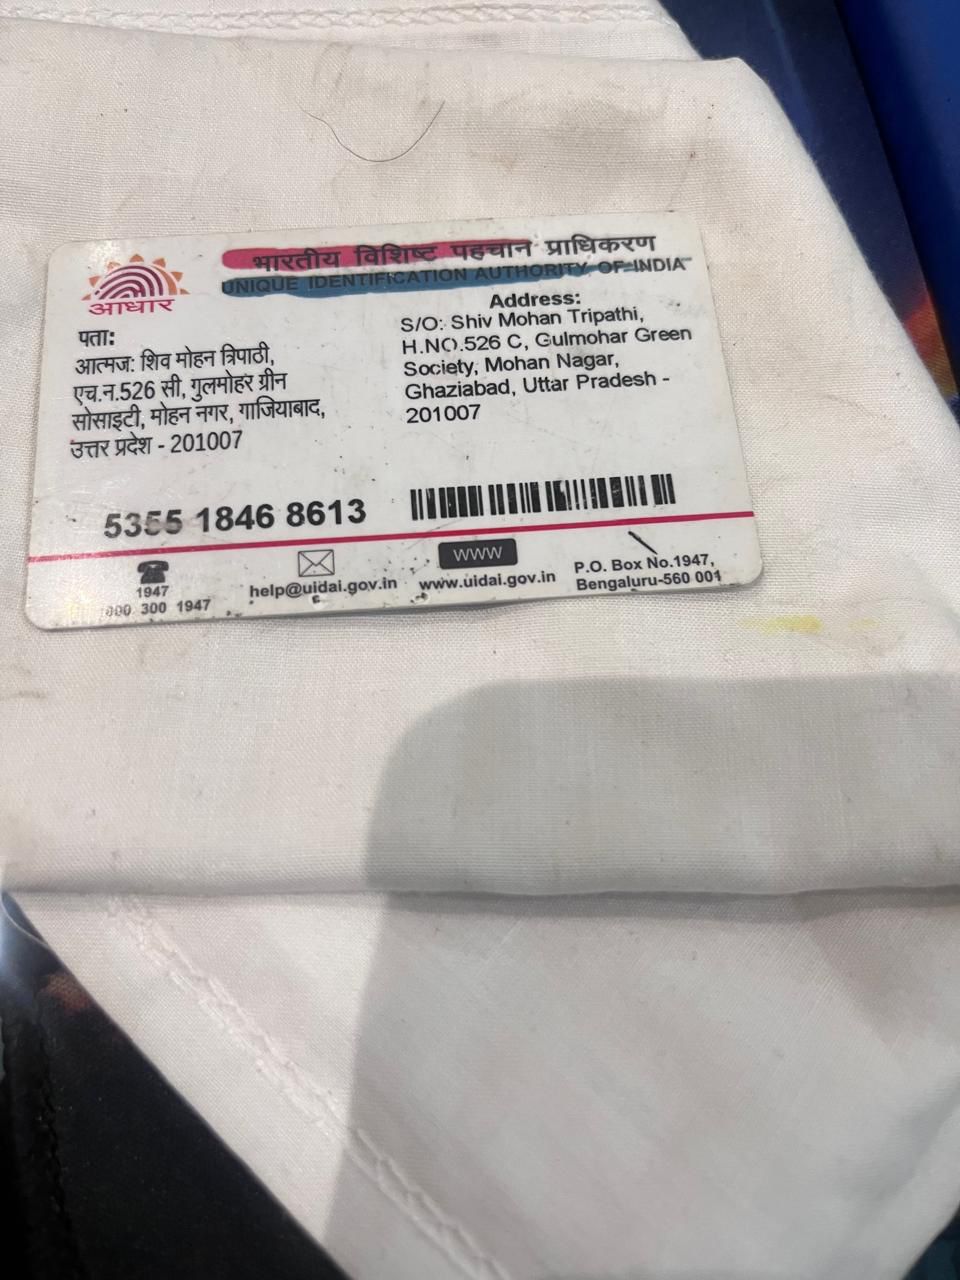 भारतीय विशिष्ट पहचान प्राधिकरण
UNIQUE IDENTIFICATION AUTHORITY OF INDIA
आधार
पता:
आत्मज: शिव मोहन त्रिपाठी,
एच.न.526 सी, गुलमोहर ग्रीन
सोसाइटी, मोहन नगर, गाजियाबाद,
उत्तर प्रदेश - 201007
Address:
S/O: Shiv Mohan Tripathi,
H.NO.526 C, Gulmohar Green
Society, Mohan Nagar,
Ghaziabad, Uttar Pradesh -
201007
5355 1846 8613
1947
300 1947
help@uidai.gov.in
WWW
www.uidai.gov.in
P.O. Box No.1947,
Bengaluru-560 001